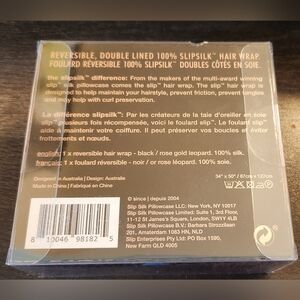 REVERSIBLE, DOUBLE LINED 100% SLIPSILK™ HAIR WRAP.
FOULARD RÉVERSIBLE 100% SLIPSILK™ DOUBLES CÔTÉS EN SOIE.
the slipsilk™ difference: From the makers of the multi-award winning
slip™ silk pillowcase comes the slip™ hair wrap. The slip™ hair wrap is
designed to help maintain your hairstyle, prevent friction, prevent tangles
and may help with curl preservation.
La différence slipsilk™: Par les créateurs de la taie d'oreiller en soie
slip™ plusieurs fois récompensée, voici le foulard slip™. Le foulard slip™
aide à maintenir votre coiffure. Il peut préserver vos boucles et éviter
frottements et nœuds.
english: 1 x reversible hair wrap - black / rose gold leopard. 100% silk.
français: 1 x foulard réversible - noir / or rose léopard. 100% soie.
Designed in Australia | Design: Australie
Made in China | Fabriqué en Chine
34" x 50" / 87cm x 127cm
© since | depuis 2004
Slip Silk Pillowcase LLC: NY 10017
Slip Silk Pillowcase Limited: Suite 1, 3rd Floor,
11-12 St. James's Square, London, SW1Y 4LB
Slip Silk Pillowcase B.V.: Barbara Strozzilaan
201, Amsterdam 1083 HN, NLD
Slip Enterprises Pty Ltd: PO Box 1590,
New Farm QLD 4005
8 10046 98182 5